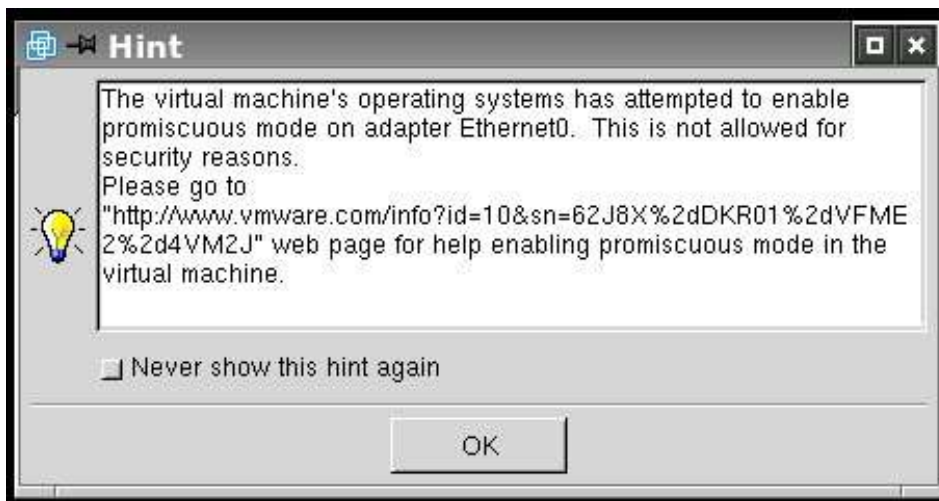 Hint
The virtual machine's operating systems has attempted to enable
promiscuous mode on adapter Ethernet0.  This is not allowed for
security reasons.
Please go to
"http://www.vmware.com/info?id=10&sn=62J8X%2dDKR01%2dVFME
2%2d4VM2J" web page for help enabling promiscuous mode in the
virtual machine.
Never show this hint again
OK